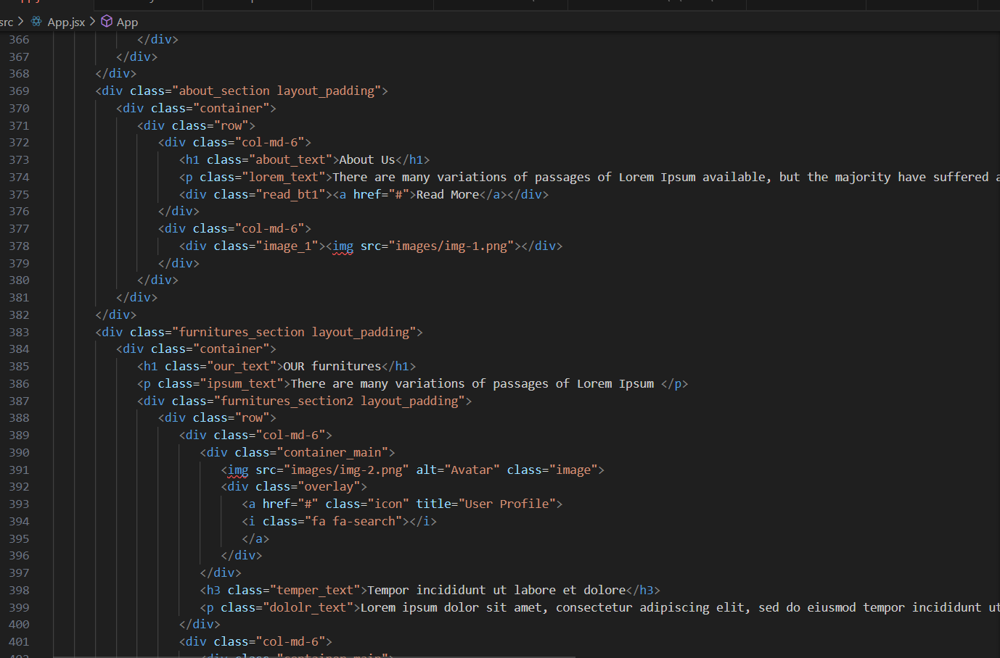 src > App.jsx > App
366 </div>
367 </div>
368 </div>
369 <div class="about_section layout_padding">
370 <div class="container">
371 <div class="row">
372 <div class="col-md-6">
373 <h1 class="about_text">About Us</h1>
374 <p class="lorem_text">There are many variations of passages of Lorem Ipsum available, but the majority have suffered a
375 <div class="read_bt1"><a href="#">Read More</a></div>
376 </div>
377 <div class="col-md-6">
378 <div class="image_1"><img src="images/img-1.png"></div>
379 </div>
380 </div>
381 </div>
382 </div>
383 <div class="furnitures_section layout_padding">
384 <div class="container">
385 <h1 class="our_text">OUR furnitures</h1>
386 <p class="ipsum_text">There are many variations of passages of Lorem Ipsum </p>
387 <div class="furnitures_section2 layout_padding">
388 <div class="row">
389 <div class="col-md-6">
390 <div class="container_main">
391 <img src="images/img-2.png" alt="Avatar" class="image">
392 <div class="overlay">
393 <a href="#" class="icon" title="User Profile">
394 <i class="fa fa-search"></i>
395 </a>
396 </div>
397 </div>
398 <h3 class="temper_text">Tempor incididunt ut labore et dolore</h3>
399 <p class="dololr_text">Lorem ipsum dolor sit amet, consectetur adipiscing elit, sed do eiusmod tempor incididunt ut
400 </div>
401 <div class="col-md-6">
402 <div class="container_main">